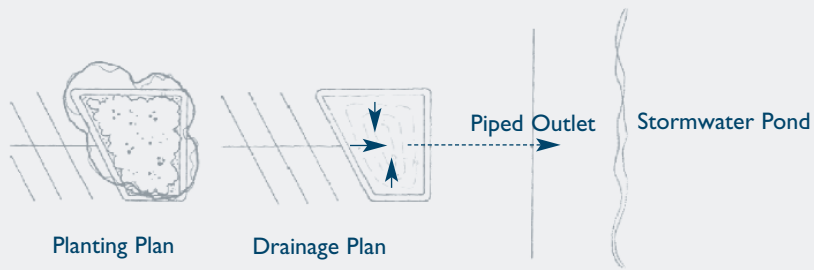 Piped Outlet
Stormwater Pond
Planting Plan
Drainage Plan